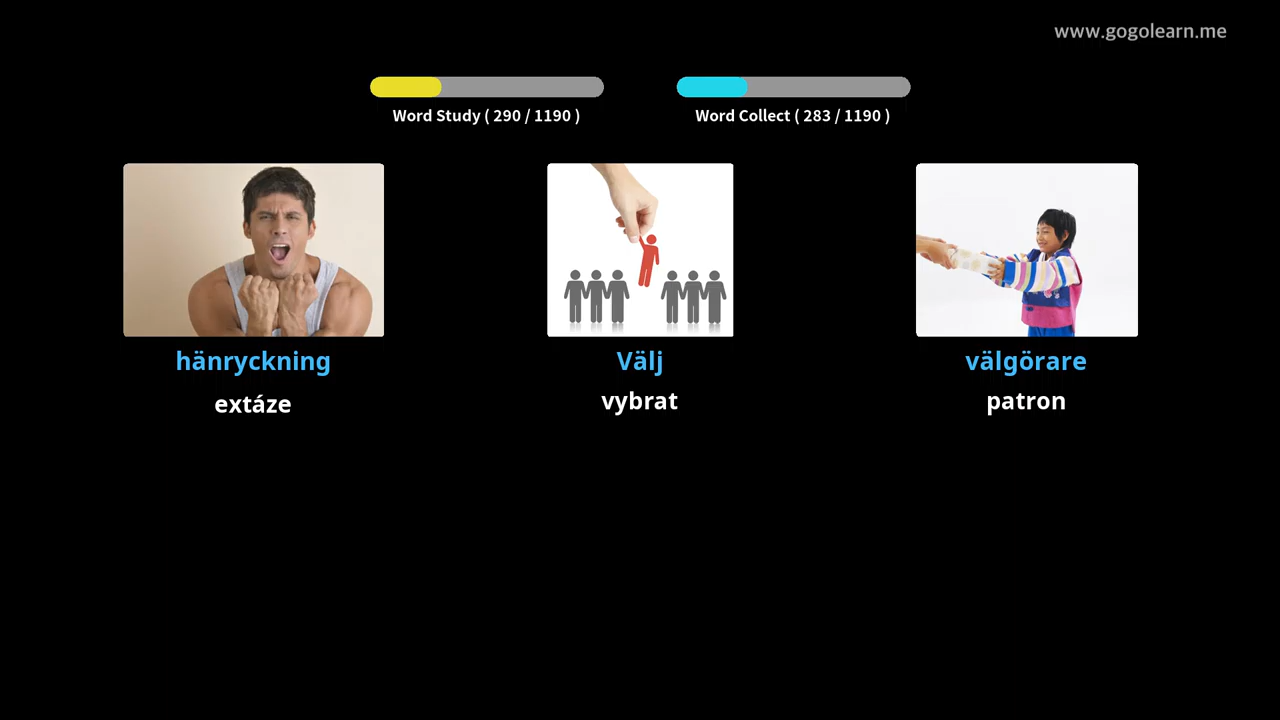 www.gogolearn.me
Word Study ( 290 / 1190 )
Word Collect ( 283 / 1190 )
hänryckning
extáze
Välj
vybrat
välgörare
patron